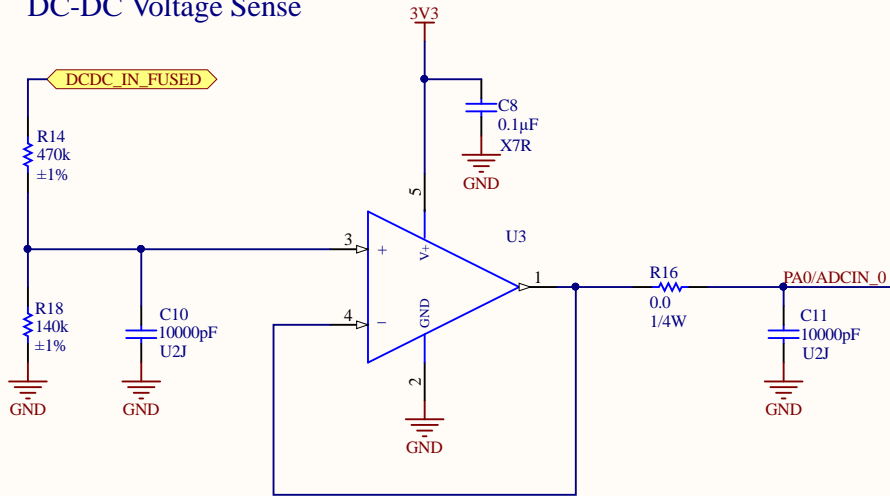 DC-DC Voltage Sense
3V3
DCDC_IN_FUSED
C8
0.1µF
X7R
GND
R14
470k
±1%
5
U3
3
+
V+
1
R16
0.0
1/4W
PA0/ADCIN_0
4
−
GND
R18
140k
±1%
C10
10000pF
U2J
C11
10000pF
U2J
2
GND
GND
GND
GND